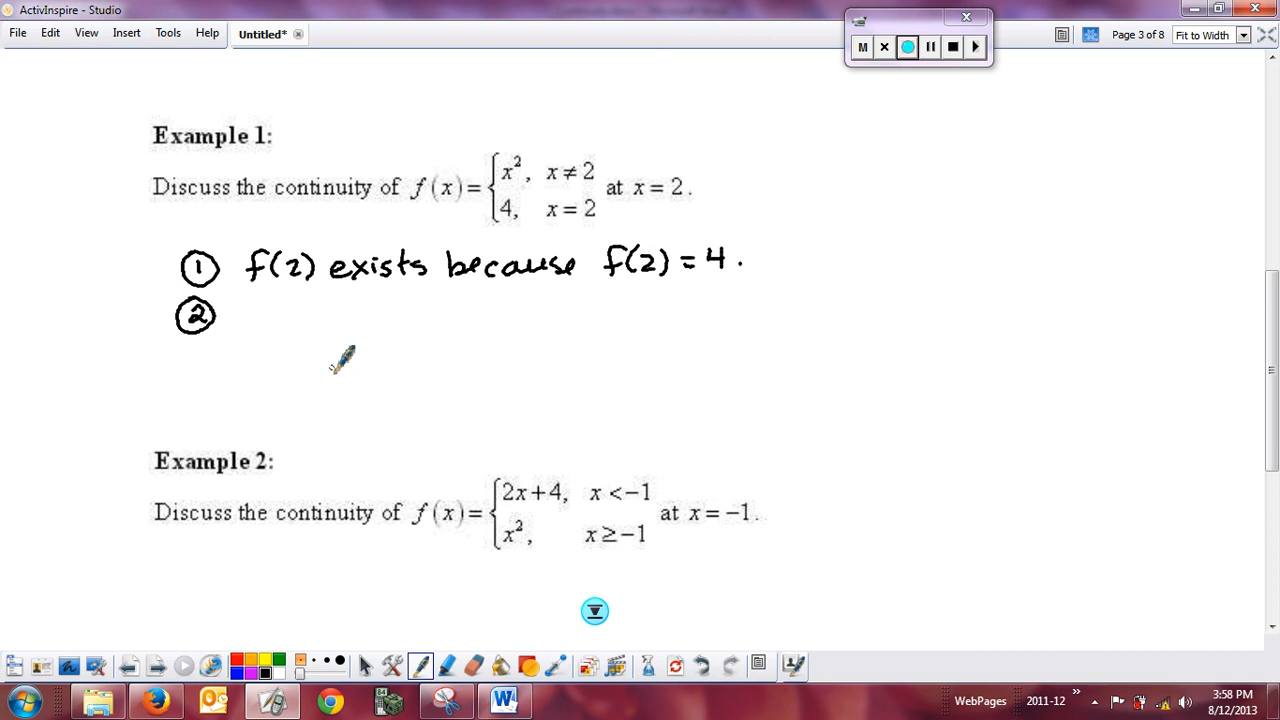 ActivInspire - Studio
File Edit View Insert Tools Help Untitled* Page 3 of 8 Fit to Width
M
Example 1:
Discuss the continuity of f(x) = { x², x ≠ 2
4, x = 2 at x = 2.
① f(2) exists because f(2) = 4.
②
Example 2:
Discuss the continuity of f(x) = { 2x+4, x < −1
x², x ≥ −1 at x = −1.
WebPages 2011-12 » 3:58 PM
8/12/2013